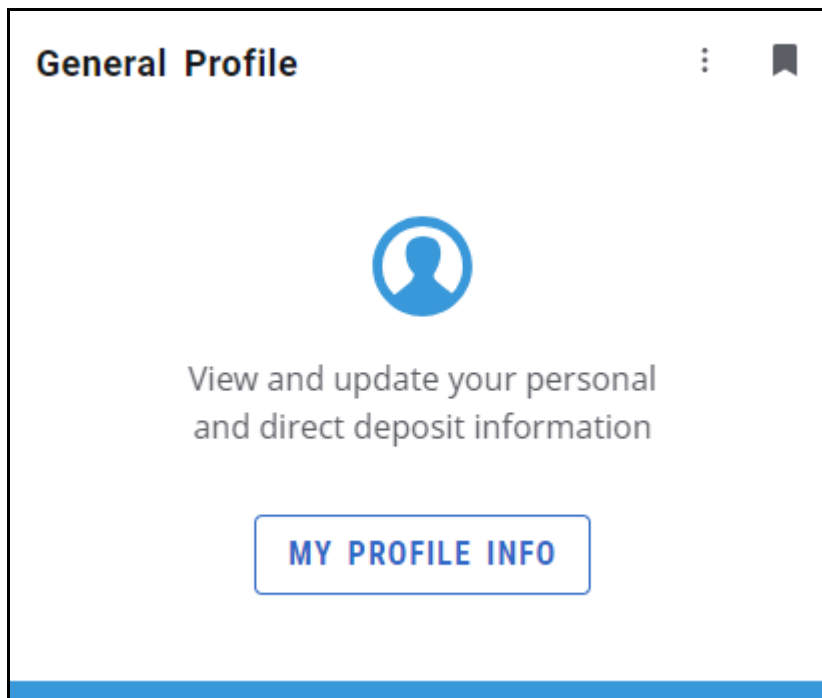 General Profile
View and update your personal
and direct deposit information
MY PROFILE INFO